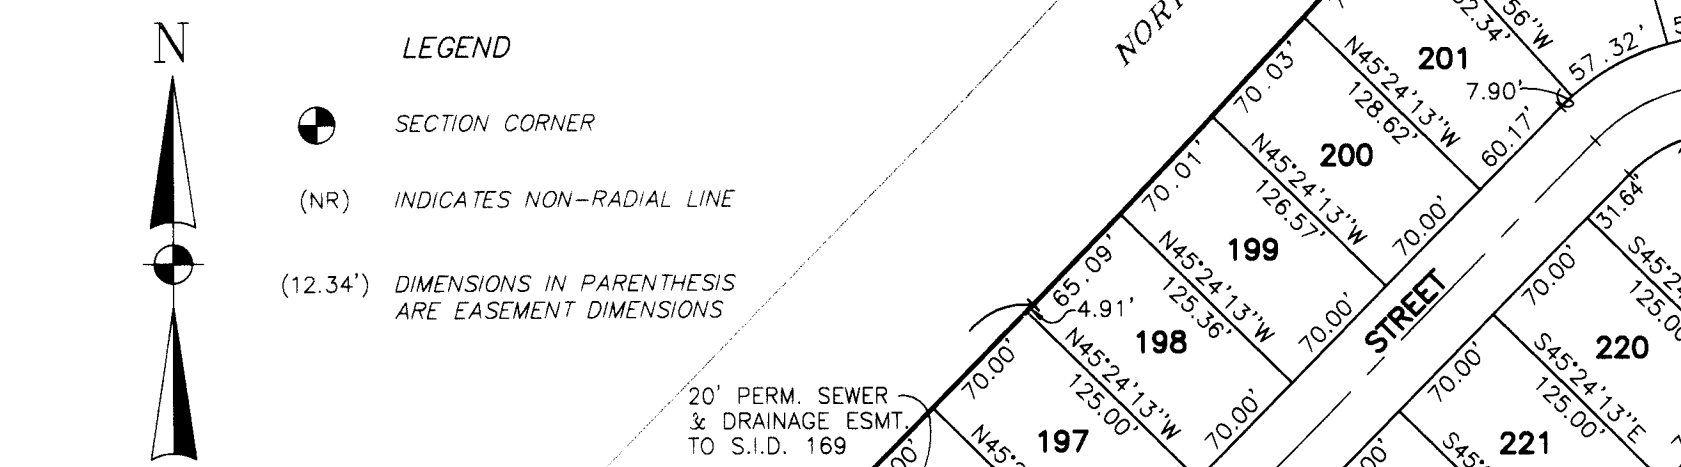 N
LEGEND
SECTION CORNER
(NR) INDICATES NON-RADIAL LINE
(12.34') DIMENSIONS IN PARENTHESIS
ARE EASEMENT DIMENSIONS
20' PERM. SEWER
& DRAINAGE ESMT.
TO S.I.D. 169
56"W
57.32'
201
7.90'
N45°24'13"W
128.62'
70.03'
60.17'
200
N45°24'13"W
126.57'
70.01'
70.00'
199
N45°24'13"W
125.36'
65.09'
4.91'
70.00'
198
N45°24'13"W
125.00'
70.00'
70.00'
197
STREET
31.64'
70.00'
220
S45°24'13"E
125.00'
70.00'
221